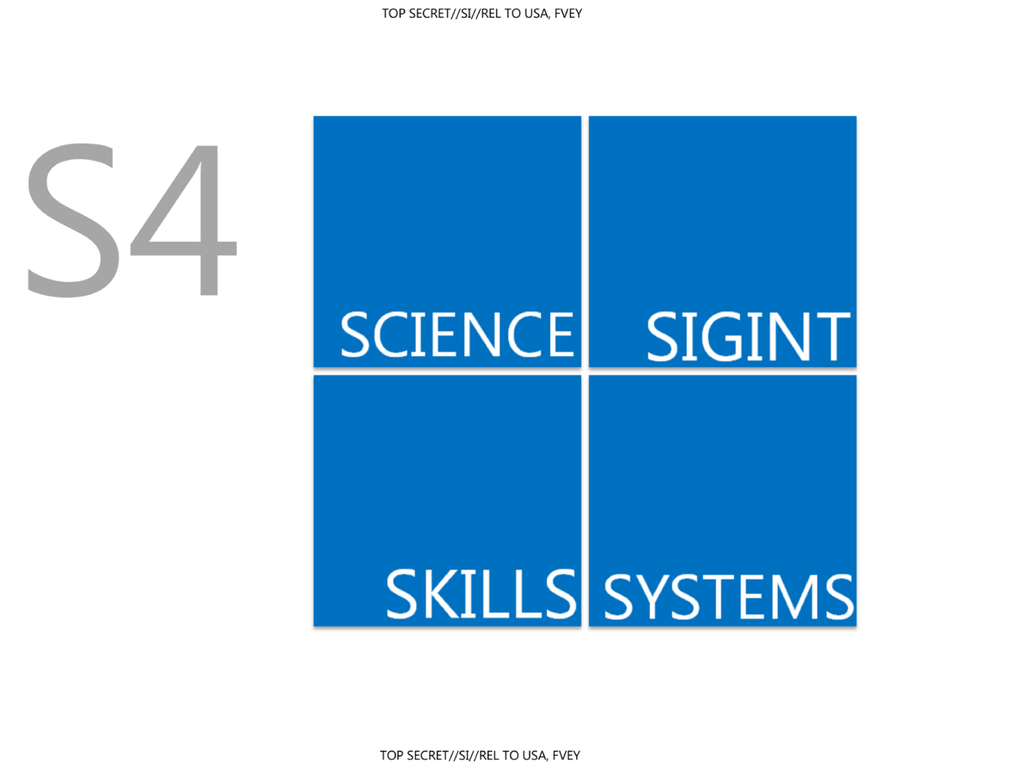 TOP SECRET//SI//REL TO USA, FVEY
S4
SCIENCE
SIGINT
SKILLS
SYSTEMS
TOP SECRET//SI//REL TO USA, FVEY